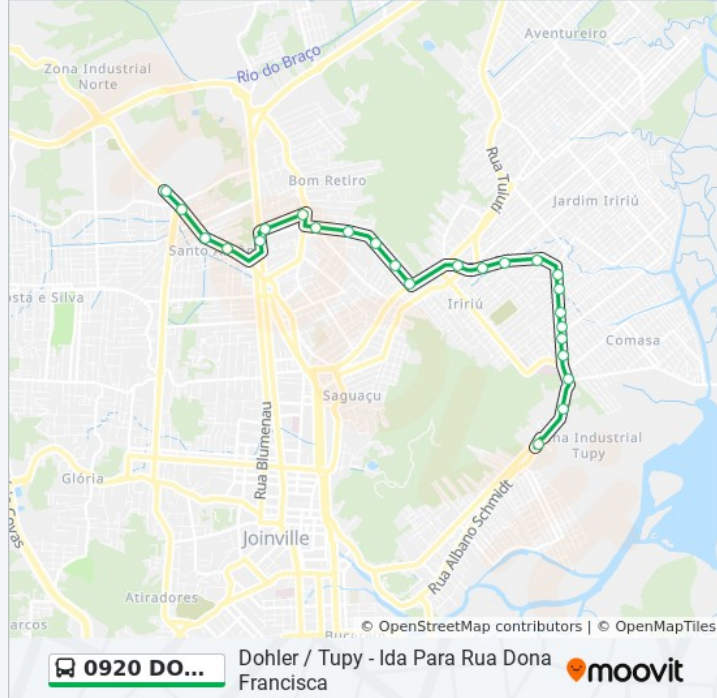 Aventureiro
Zona Industrial
Norte
Rio do Braço
Rua Tuiuti
Bom Retiro
Jardim Iririú
Santo
osta e Silva
Iririú
Comasa
Saguaçu
na Industrial
Tupy
Rua Blumenau
Glória
Rua Albano Schmidt
Joinville
Atiradores
arcos
© OpenStreetMap contributors | © OpenMapTiles
0920 DO...
Dohler / Tupy - Ida Para Rua Dona
Francisca
moovit